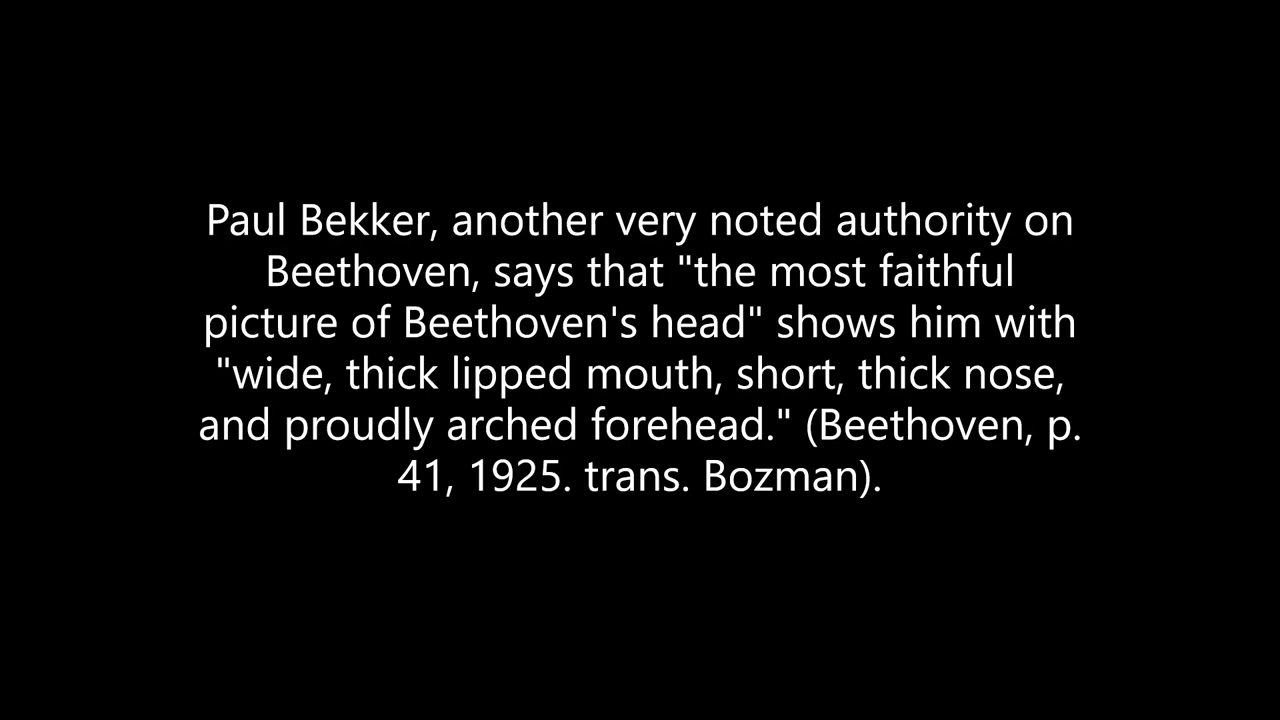 Paul Bekker, another very noted authority on
Beethoven, says that "the most faithful
picture of Beethoven's head" shows him with
"wide, thick lipped mouth, short, thick nose,
and proudly arched forehead." (Beethoven, p.
41, 1925. trans. Bozman).